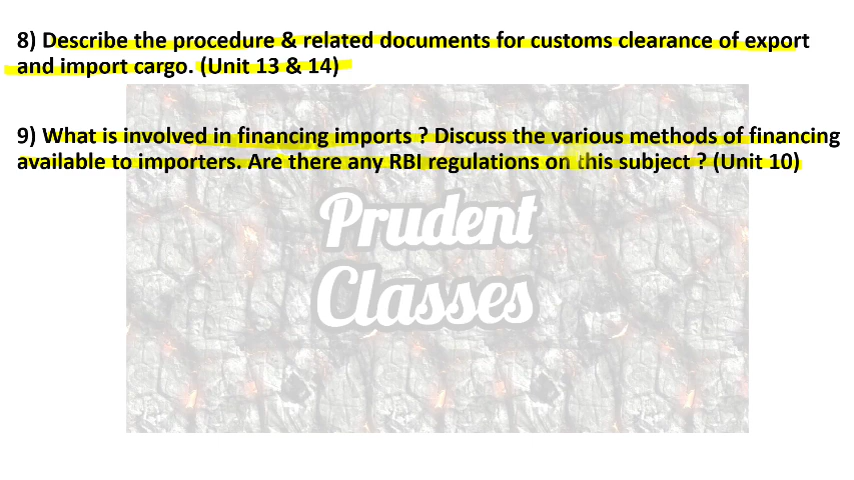 8) Describe the procedure & related documents for customs clearance of export
and import cargo. (Unit 13 & 14)
9) What is involved in financing imports ? Discuss the various methods of financing
available to importers. Are there any RBI regulations on this subject ? (Unit 10)
Prudent
Classes